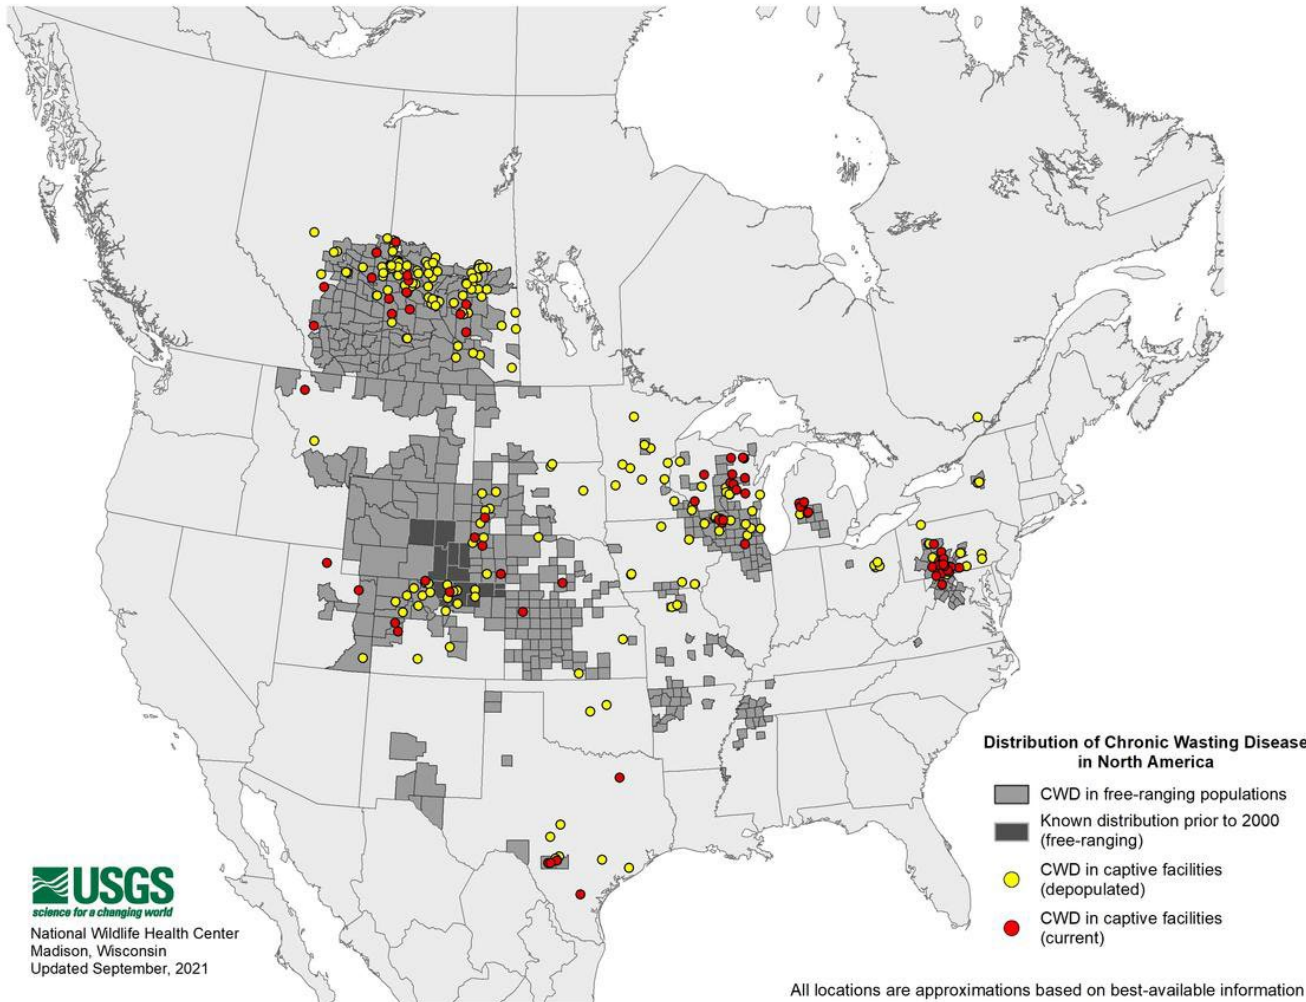 Distribution of Chronic Wasting Disease
in North America
CWD in free-ranging populations
Known distribution prior to 2000
(free-ranging)
CWD in captive facilities
(depopulated)
CWD in captive facilities
(current)
USGS
science for a changing world
National Wildlife Health Center
Madison, Wisconsin
Updated September, 2021
All locations are approximations based on best-available information